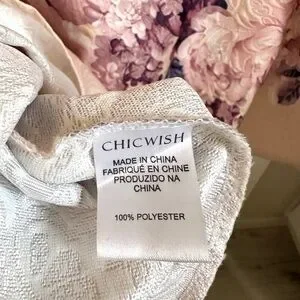 CHICWISH
MADE IN CHINA
FABRIQUÉ EN CHINE
PRODUZIDO NA
CHINA
100% POLYESTER